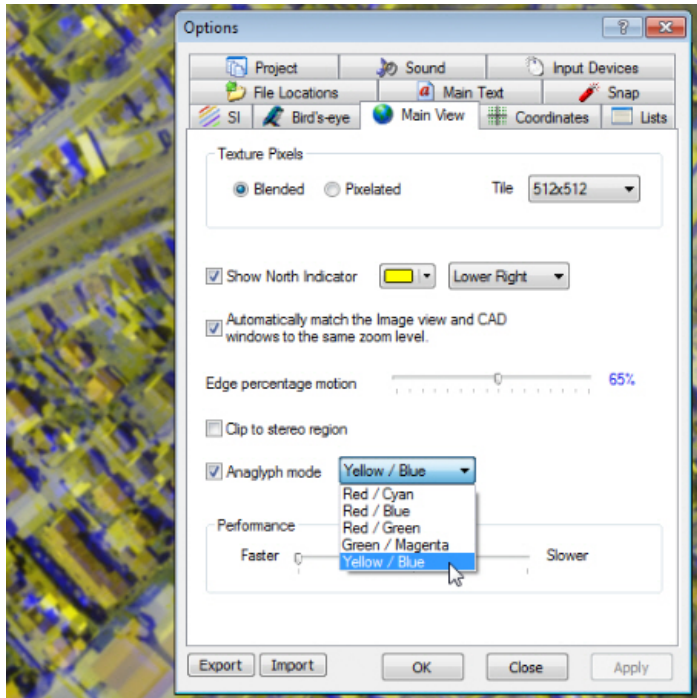 Options
Project
Sound
Input Devices
File Locations
a Main Text
Snap
SI
Bird's-eye
Main View
Coordinates
Lists
Texture Pixels
Blended
Pixelated
Tile
512x512
Show North Indicator
Lower Right
Automatically match the Image view and CAD
windows to the same zoom level.
Edge percentage motion
65%
Clip to stereo region
Anaglyph mode
Yellow / Blue
Red / Cyan
Red / Blue
Red / Green
Green / Magenta
Yellow / Blue
Performance
Faster
Slower
Export
Import
OK
Close
Apply